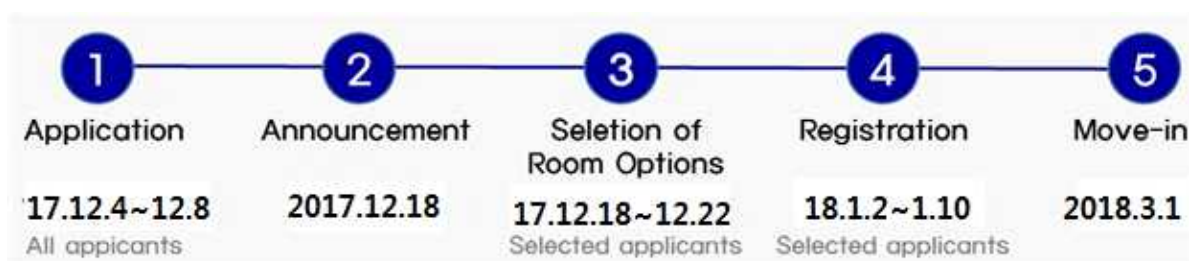 1 2 3 4 5
Application Announcement Seletion of Room Options Registration Move-in
'17.12.4~12.8 2017.12.18 17.12.18~12.22 18.1.2~1.10 2018.3.1
All appicants Selected applicants Selected applicants